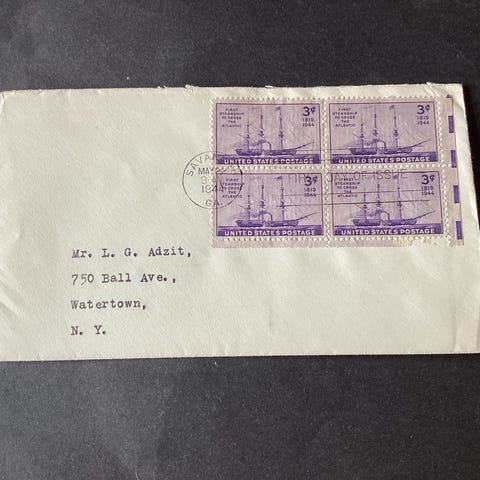 FIRST STEAMSHIP TO CROSS THE ATLANTIC
3¢
1819
1944
UNITED STATES POSTAGE
FIRST STEAMSHIP TO CROSS THE ATLANTIC
3¢
1819
1944
UNITED STATES POSTAGE
MAY
1944
GA.
FIRST STEAMSHIP TO CROSS THE ATLANTIC
3¢
1819
1944
UNITED STATES POSTAGE
OF ISSUE
FIRST STEAMSHIP TO CROSS THE ATLANTIC
3¢
1819
1944
UNITED STATES POSTAGE
Mr. L. G. Adzit,
750 Ball Ave.,
Watertown,
N. Y.